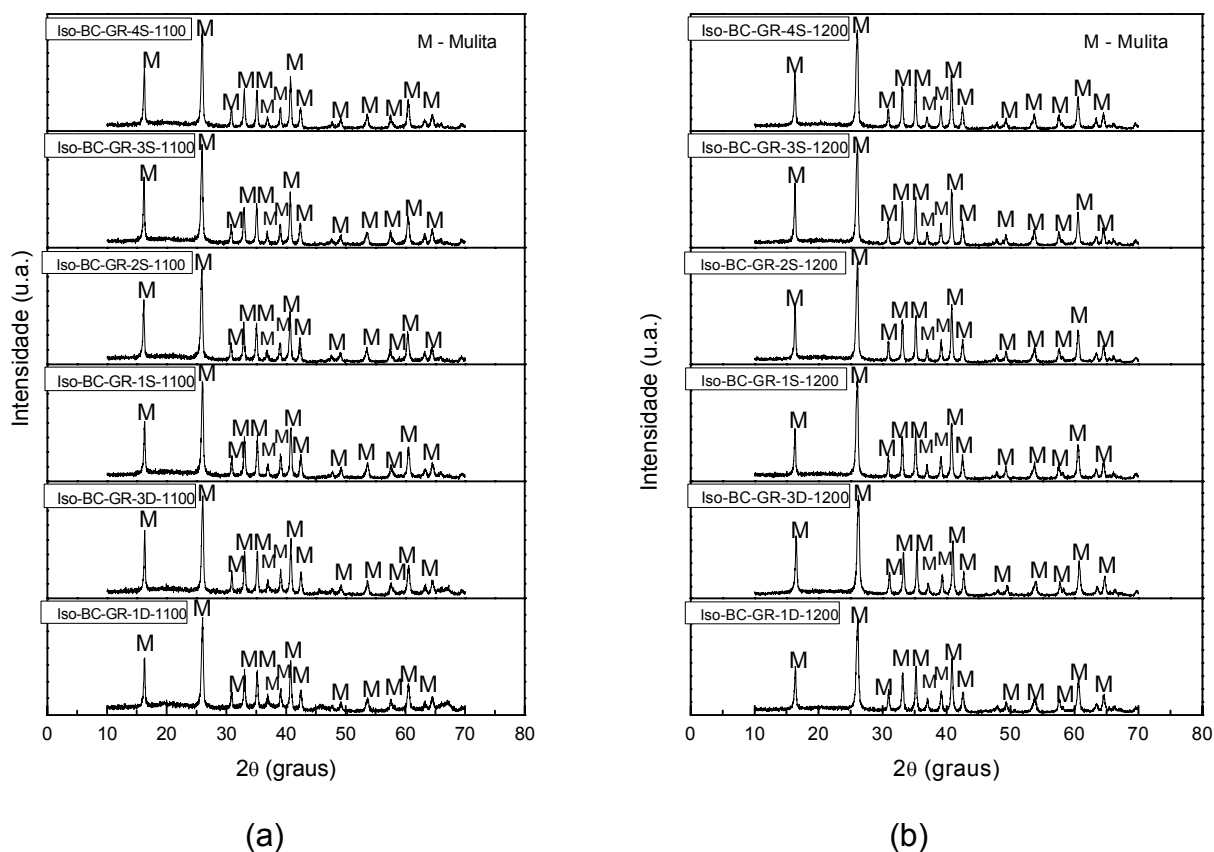 Iso-BC-GR-4S-1100
M - Mulita
M M M M M M M M M M M M M M
Iso-BC-GR-3S-1100
M M M M M M M M M M M M M M
Iso-BC-GR-2S-1100
M M M M M M M M M M M M M M
Iso-BC-GR-1S-1100
M M M M M M M M M M M M M M
Iso-BC-GR-3D-1100
M M M M M M M M M M M M M M
Iso-BC-GR-1D-1100
M M M M M M M M M M M M M M
Intensidade (u.a.)
0 10 20 30 40 50 60 70 80
2θ (graus)
(a)
Iso-BC-GR-4S-1200
M - Mulita
M M M M M M M M M M M M M M
Iso-BC-GR-3S-1200
M M M M M M M M M M M M M M
Iso-BC-GR-2S-1200
M M M M M M M M M M M M M M
Iso-BC-GR-1S-1200
M M M M M M M M M M M M M M
Iso-BC-GR-3D-1200
M M M M M M M M M M M M M M
Iso-BC-GR-1D-1200
M M M M M M M M M M M M M M
Intensidade (u.a.)
0 10 20 30 40 50 60 70 80
2θ (graus)
(b)